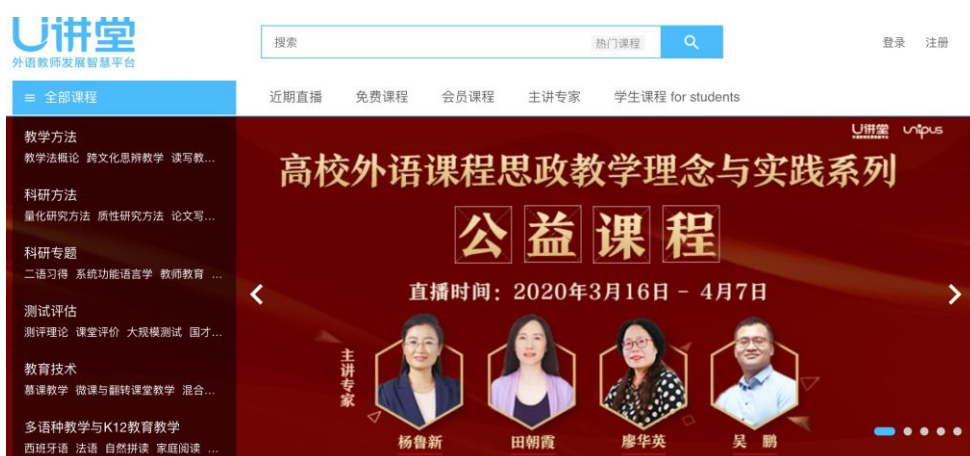 U讲堂
外语教师发展智慧平台
搜索
热门课程
登录 注册
全部课程
近期直播 免费课程 会员课程 主讲专家 学生课程 for students
教学方法
教学法概论 跨文化思辨教学 读写教...
科研方法
量化研究方法 质性研究方法 论文写...
科研专题
二语习得 系统功能语言学 教师教育 ...
测试评估
测评理论 课堂评价 大规模测试 国才...
教育技术
慕课教学 微课与翻转课堂教学 混合...
多语种教学与K12教育教学
西班牙语 法语 自然拼读 家庭阅读 ...
U讲堂 unipus
高校外语课程思政教学理念与实践系列
公益课程
直播时间：2020年3月16日 - 4月7日
主讲专家
杨鲁新 田朝霞 廖华英 吴 鹏